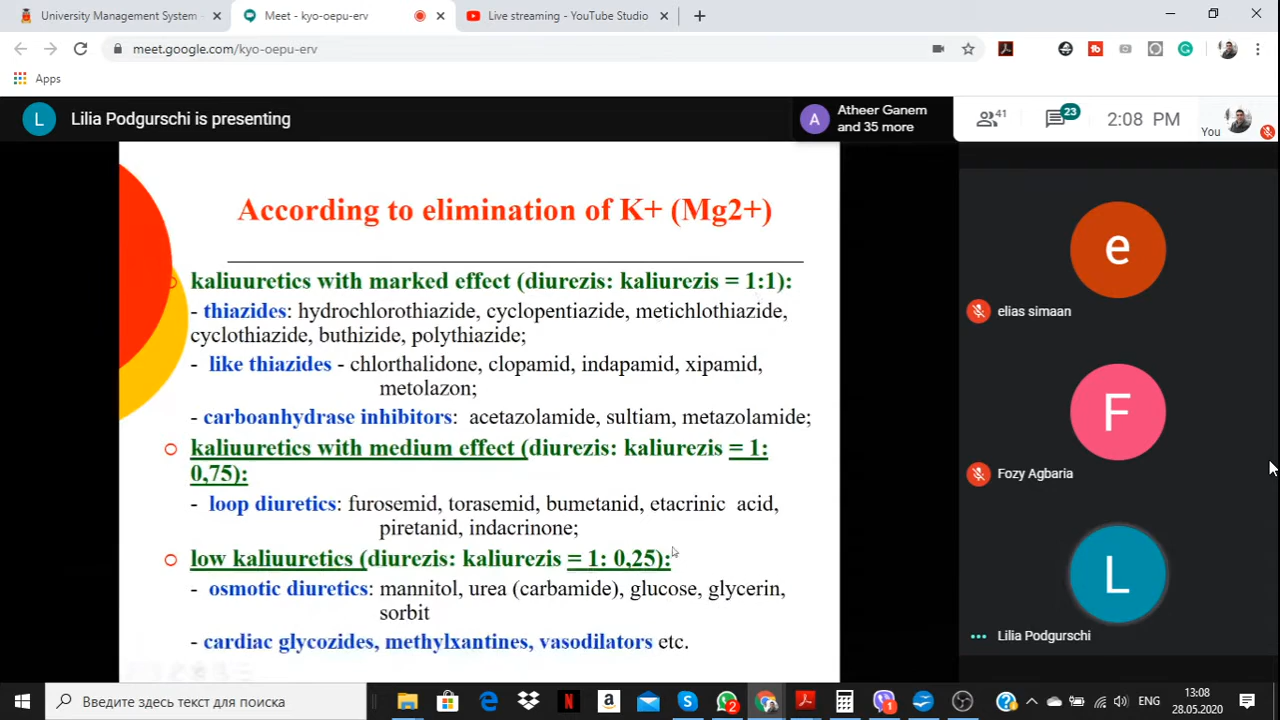 University Management System -
Meet - kyo-oepu-erv
Live streaming - YouTube Studio
meet.google.com/kyo-oepu-erv
Apps
L
Lilia Podgurschi is presenting
A
Atheer Ganem
and 35 more
41
23
2:08 PM
You
According to elimination of K+ (Mg2+)
kaliuuretics with marked effect (diurezis: kaliurezis = 1:1):
- thiazides: hydrochlorothiazide, cyclopentiazide, metichlothiazide,
cyclothiazide, buthizide, polythiazide;
- like thiazides - chlorthalidone, clopamid, indapamid, xipamid,
metolazon;
- carboanhydrase inhibitors: acetazolamide, sultiam, metazolamide;
kaliuuretics with medium effect (diurezis: kaliurezis = 1:
0,75):
- loop diuretics: furosemid, torasemid, bumetanid, etacrinic acid,
piretanid, indacrinone;
low kaliuuretics (diurezis: kaliurezis = 1: 0,25):
- osmotic diuretics: mannitol, urea (carbamide), glucose, glycerin,
sorbit
- cardiac glycozides, methylxantines, vasodilators etc.
e
elias simaan
F
Fozy Agbaria
L
Lilia Podgurschi
Введите здесь текст для поиска
2
1
ENG
13:08
28.05.2020